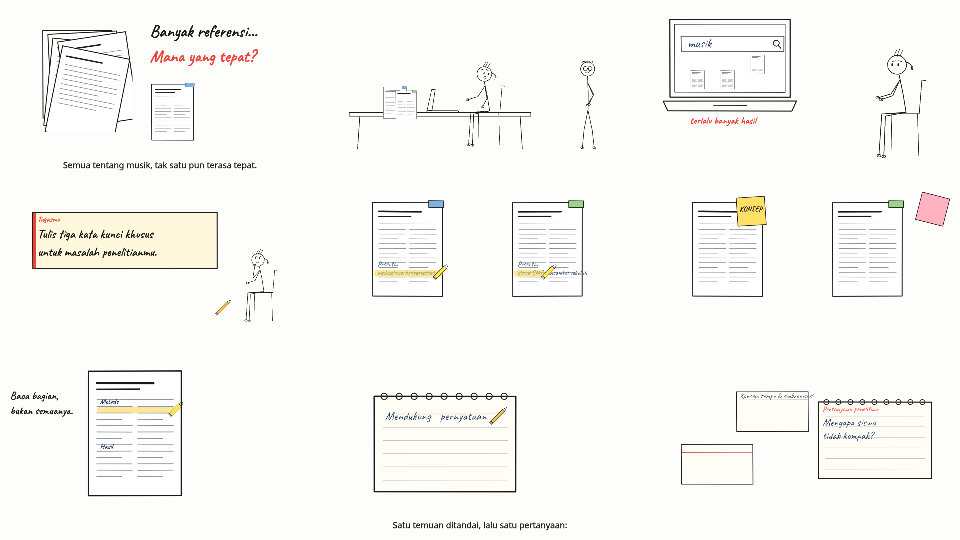 Banyak referensi...
Mana yang tepat?
Semua tentang musik, tak satu pun terasa tepat.
musik
terlalu banyak hasil
Tugasmu
Tulis tiga kata kunci khusus
untuk masalah penelitianmu.
KONSEP
Baca bagian,
bukan semuanya.
Metode
Hasil
Mendukung pernyataan
Pertanyaan penelitian
Mengapa siswa
tidak kompak?
Satu temuan ditandai, lalu satu pertanyaan: